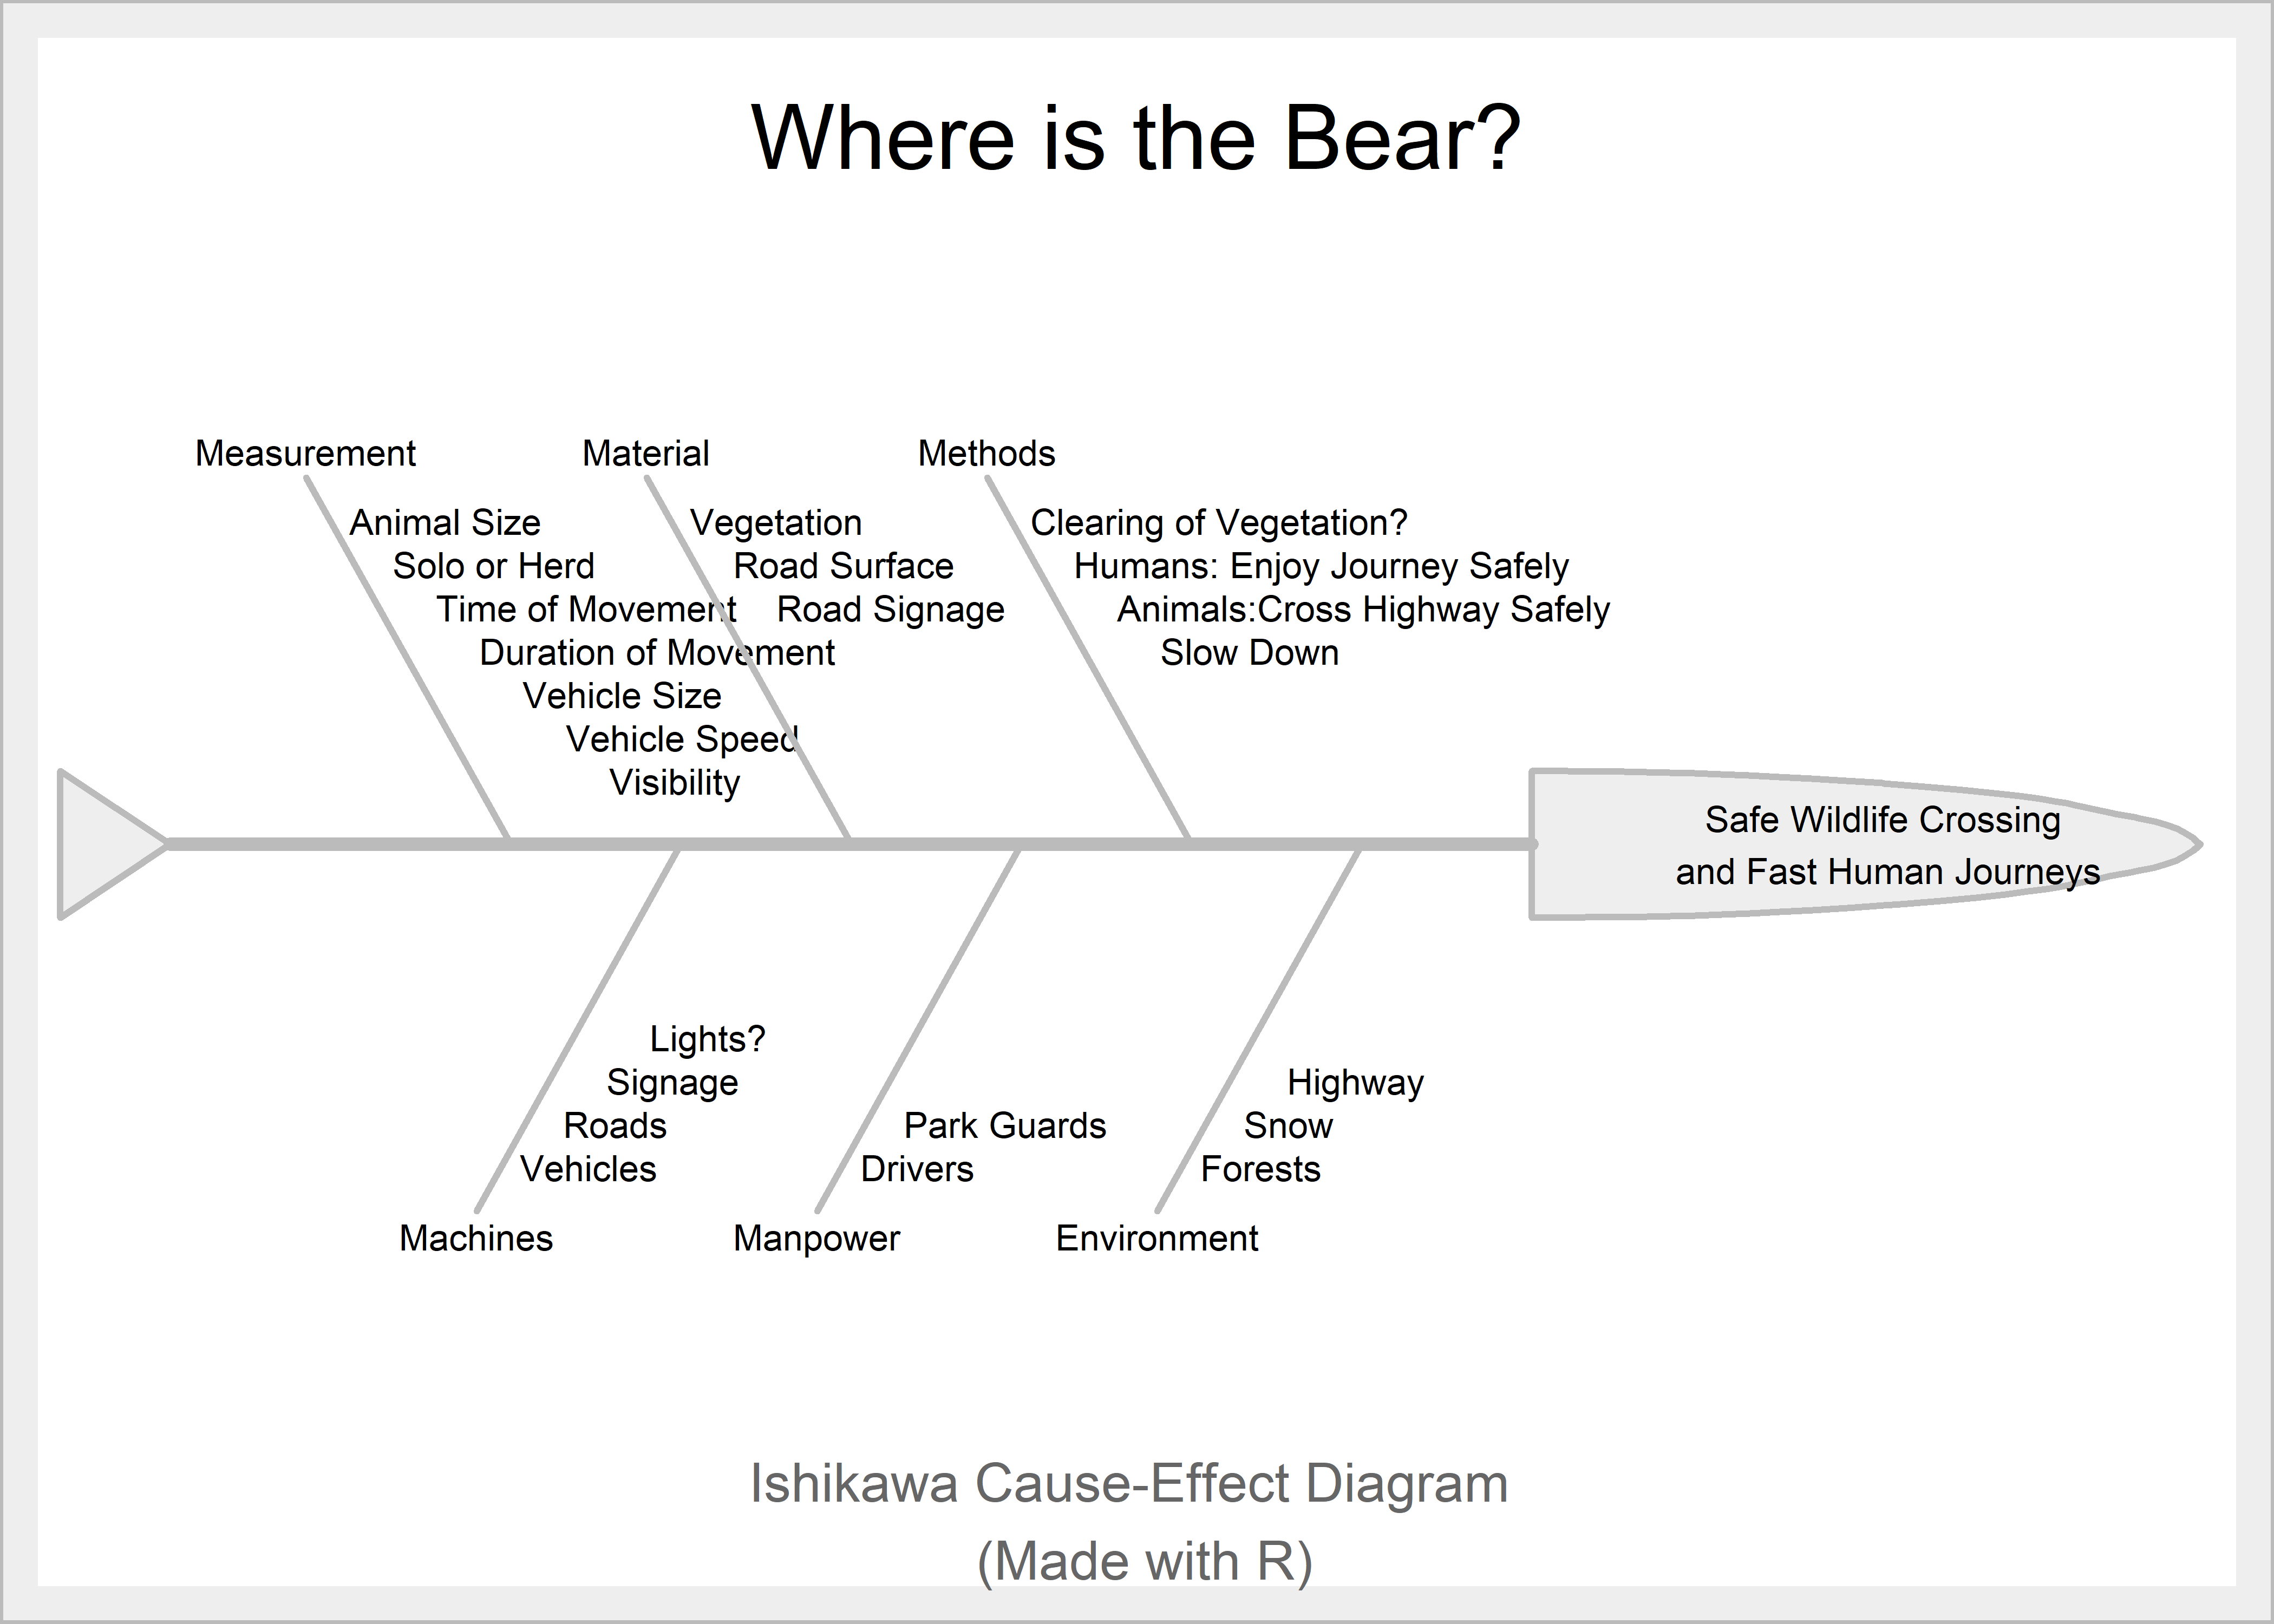 Where is the Bear?
Measurement
Animal Size
Solo or Herd
Time of Movement
Duration of Movement
Vehicle Size
Vehicle Speed
Visibility
Material
Vegetation
Road Surface
Road Signage
Methods
Clearing of Vegetation?
Humans: Enjoy Journey Safely
Animals:Cross Highway Safely
Slow Down
Safe Wildlife Crossing
and Fast Human Journeys
Lights?
Signage
Roads
Vehicles
Machines
Park Guards
Drivers
Manpower
Highway
Snow
Forests
Environment
Ishikawa Cause-Effect Diagram
(Made with R)